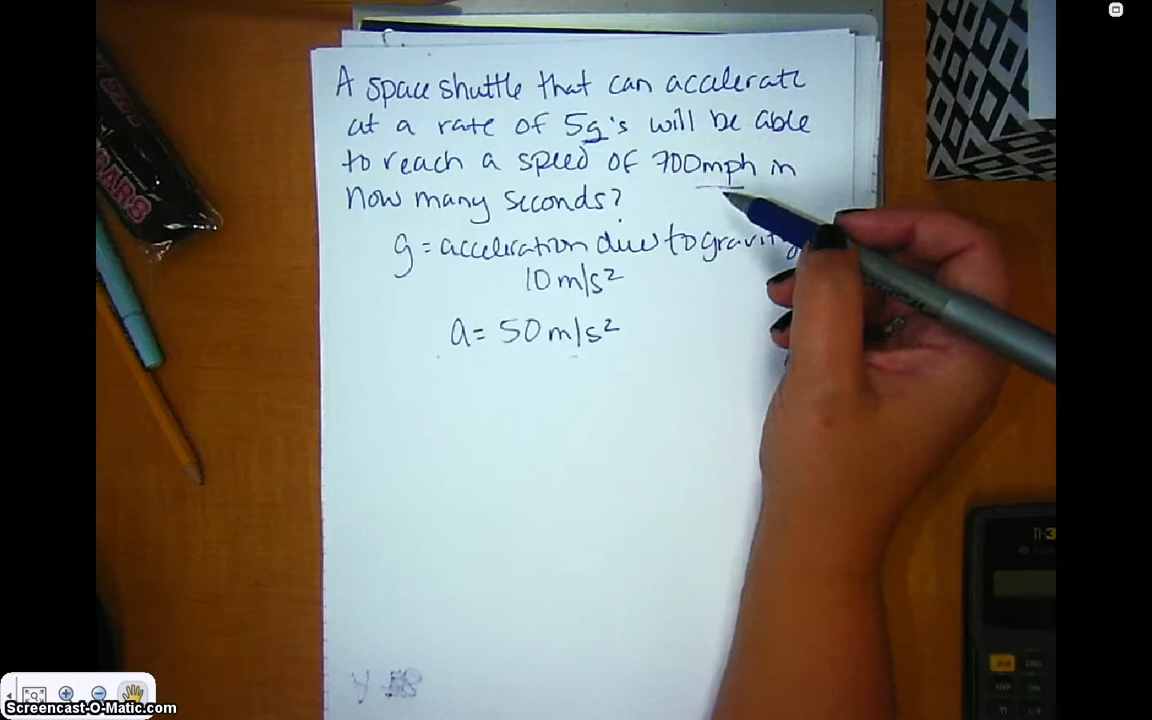 A space shuttle that can accelerate
at a rate of 5g's will be able
to reach a speed of 700mph in
how many seconds?
g = acceleration due to gravity
10 m/s²
a = 50 m/s²
Screencast-O-Matic.com
2nd